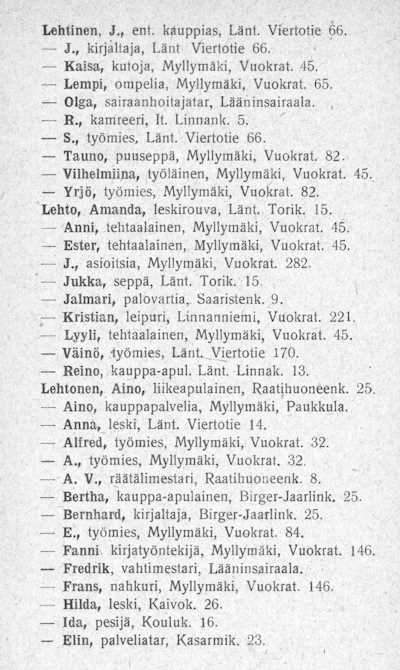 Lehtinen, J., ent. kauppias, Länt. Viertotie 66.
— J., kirjaltaja, Länt Viertotie 66.
— Kaisa, kutoja, Myllymäki, Vuokrat. 45.
— Lempi, ompelia, Myllymäki, Vuokrat. 65.
— Olga, sairaanhoitajatar, Lääninsairaala.
— R., kamreeri, It. Linnank. 5.
— S., työmies, Länt. Viertotie 66.
— Tauno, puuseppä, Myllymäki, Vuokrat. 82.
— Vilhelmiina, työläinen, Myllymäki, Vuokrat. 45.
— Yrjö, työmies, Myllymäki, Vuokrat. 82.
Lehto, Amanda, leskirouva, Länt. Torik. 15.
— Anni, tehtaalainen, Myllymäki, Vuokrat. 45.
— Ester, tehtaalainen, Myllymäki, Vuokrat. 45.
— J., asioitsia, Myllymäki, Vuokrat. 282.
— Jukka, seppä, Länt. Torik. 15.
— Jalmari, palovartia, Saaristenk. 9.
— Kristian, leipuri, Linnanniemi, Vuokrat. 221.
— Lyyli, tehtaalainen, Myllymäki, Vuokrat. 45.
— Väinö, työmies, Länt. Viertotie 170.
— Reino, kauppa-apul. Länt. Linnak. 13.
Lehtonen, Aino, liikeapulainen, Raatihuoneenk. 25.
— Aino, kauppapalvelia, Myllymäki, Paukkula.
— Anna, leski, Länt. Viertotie 14.
— Alfred, työmies, Myllymäki, Vuokrat. 32.
— A., työmies, Myllymäki, Vuokrat. 32.
— A. V., räätälimestari, Raatihuoneenk. 8.
— Bertha, kauppa-apulainen, Birger-Jaarlink. 25.
— Bernhard, kirjaltaja, Birger-Jaarlink. 25.
— E., työmies, Myllymäki, Vuokrat. 84.
— Fanni kirjatyöntekijä, Myllymäki, Vuokrat. 146.
— Fredrik, vahtimestari, Lääninsairaala.
— Frans, nahkuri, Myllymäki, Vuokrat. 146.
— Hilda, leski, Kaivok. 26.
— Ida, pesijä, Kouluk. 16.
— Elin, palveliatar, Kasarmik. 23.